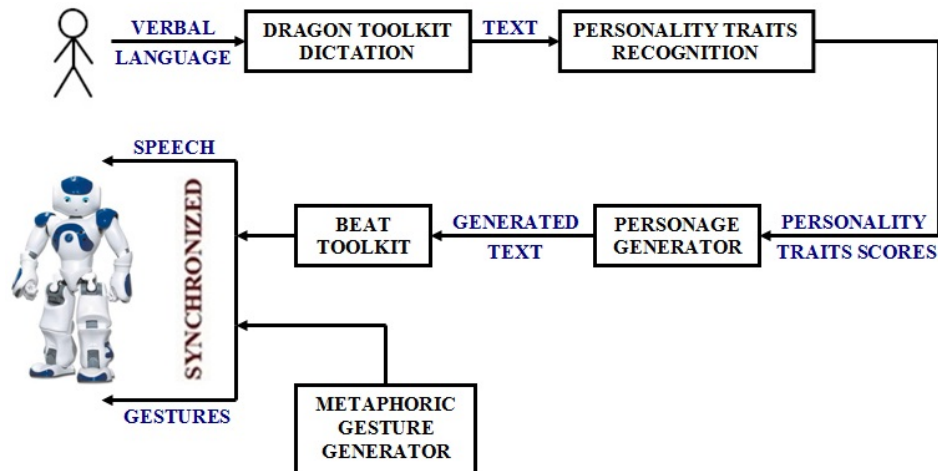 VERBAL
LANGUAGE
DRAGON TOOLKIT
DICTATION
TEXT
PERSONALITY TRAITS
RECOGNITION
PERSONALITY
TRAITS SCORES
PERSONAGE
GENERATOR
GENERATED
TEXT
BEAT
TOOLKIT
SPEECH
SYNCHRONIZED
GESTURES
METAPHORIC
GESTURE
GENERATOR